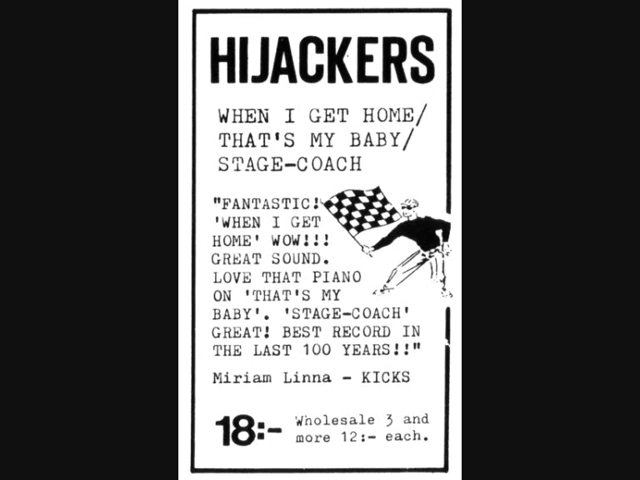 HIJACKERS
WHEN I GET HOME/
THAT'S MY BABY/
STAGE-COACH
"FANTASTIC!
'WHEN I GET
HOME' WOW!!!
GREAT SOUND.
LOVE THAT PIANO
ON 'THAT'S MY
BABY'. 'STAGE-COACH'
GREAT! BEST RECORD IN
THE LAST 100 YEARS!!"
Miriam Linna - KICKS
18:- Wholesale 3 and
more 12:- each.